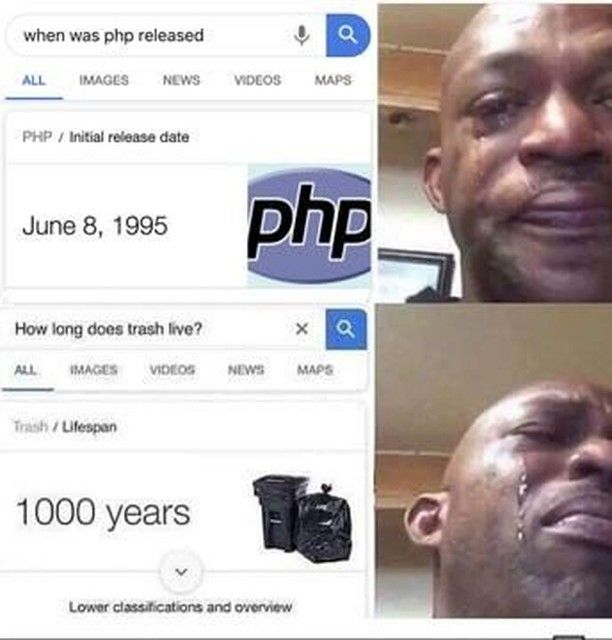 when was php released
ALL IMAGES NEWS VIDEOS MAPS
PHP / Initial release date
June 8, 1995
php
How long does trash live? ×
ALL IMAGES VIDEOS NEWS MAPS
Trash / Lifespan
1000 years
Lower classifications and overview